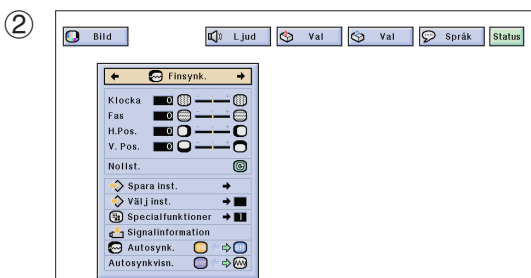 ②
Bild Ljud Val Val Språk Status
Finsynk.
Klocka 0
Fas 0
H.Pos. 0
V. Pos. 0
Nollst.
Spara inst.
Välj inst.
Specialfunktioner 1
Signalinformation
Autosynk.
Autosynkvisn.